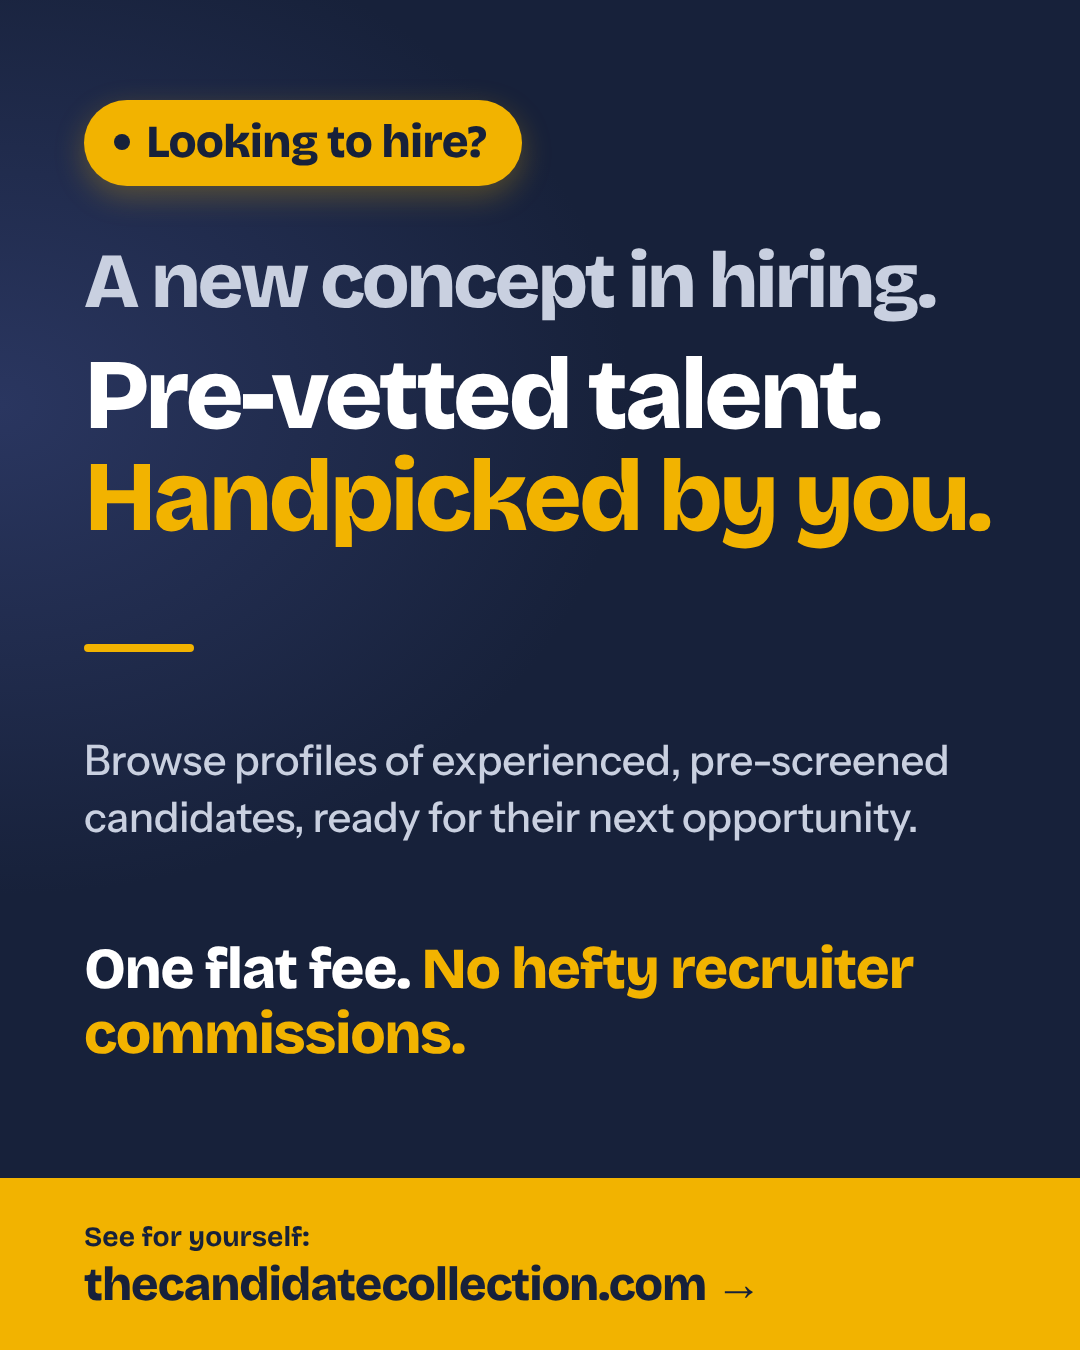 • Looking to hire?
A new concept in hiring.
Pre-vetted talent.
Handpicked by you.
Browse profiles of experienced, pre-screened
candidates, ready for their next opportunity.
One flat fee. No hefty recruiter
commissions.
See for yourself:
thecandidatecollection.com →